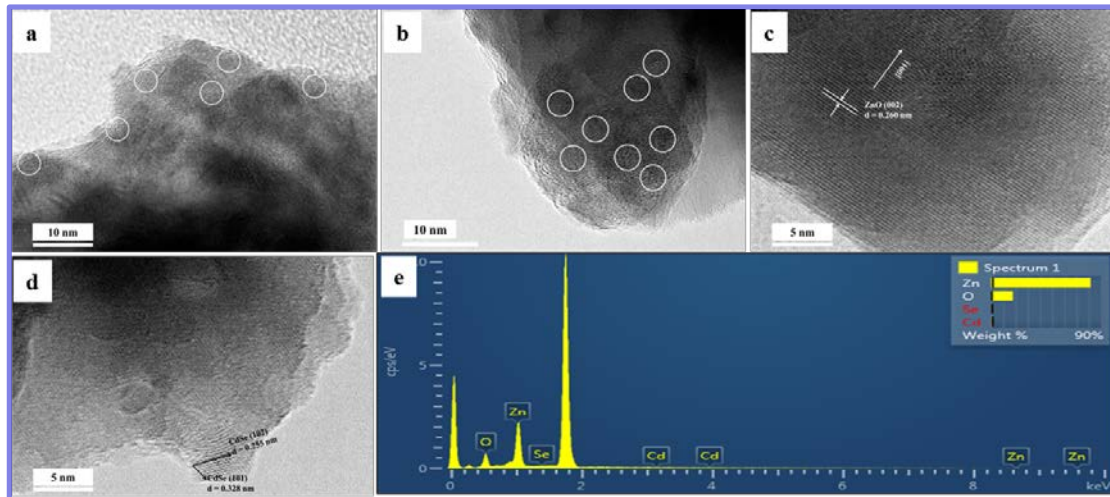 a
10 nm
b
10 nm
c
ZnO (002)
d = 0.260 nm
5 nm
d
CdSe (102)
d = 0.255 nm
CdSe (101)
d = 0.328 nm
5 nm
e
Spectrum 1
Zn
O
Se
Cd
Weight % 90%
cps/eV
5
0
O
Zn
Se
Cd
Cd
Zn
Zn
0 2 4 6 8 keV